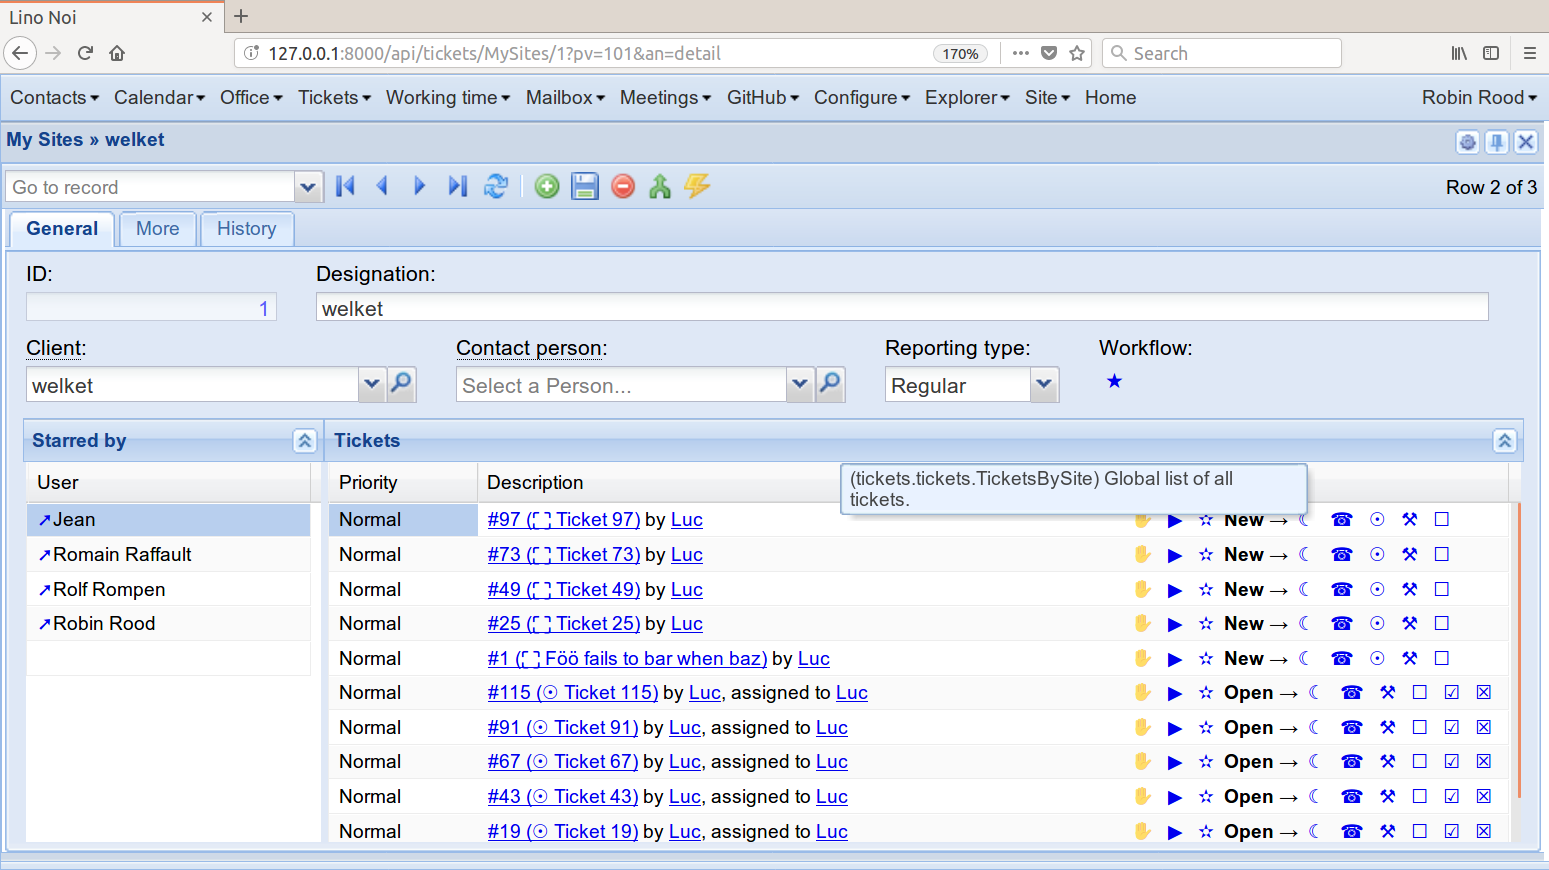 Lino Noi
127.0.0.1:8000/api/tickets/MySites/1?pv=101&an=detail 170% Search
Contacts Calendar Office Tickets Working time Mailbox Meetings GitHub Configure Explorer Site Home Robin Rood
My Sites » welket
Go to record Row 2 of 3
General More History
ID: Designation:
1 welket
Client: Contact person: Reporting type: Workflow:
welket Select a Person... Regular ★
Starred by Tickets
User Priority Description
(tickets.tickets.TicketsBySite) Global list of all
tickets.
↗Jean Normal #97 (⛶ Ticket 97) by Luc ✋ ▶ ☆ New → ☾ ☎ ☉ ⚒ ☐
↗Romain Raffault Normal #73 (⛶ Ticket 73) by Luc ✋ ▶ ☆ New → ☾ ☎ ☉ ⚒ ☐
↗Rolf Rompen Normal #49 (⛶ Ticket 49) by Luc ✋ ▶ ☆ New → ☾ ☎ ☉ ⚒ ☐
↗Robin Rood Normal #25 (⛶ Ticket 25) by Luc ✋ ▶ ☆ New → ☾ ☎ ☉ ⚒ ☐
Normal #1 (⛶ Föö fails to bar when baz) by Luc ✋ ▶ ☆ New → ☾ ☎ ☉ ⚒ ☐
Normal #115 (☉ Ticket 115) by Luc, assigned to Luc ✋ ▶ ☆ Open → ☾ ☎ ⚒ ☐ ☑ ☒
Normal #91 (☉ Ticket 91) by Luc, assigned to Luc ✋ ▶ ☆ Open → ☾ ☎ ⚒ ☐ ☑ ☒
Normal #67 (☉ Ticket 67) by Luc, assigned to Luc ✋ ▶ ☆ Open → ☾ ☎ ⚒ ☐ ☑ ☒
Normal #43 (☉ Ticket 43) by Luc, assigned to Luc ✋ ▶ ☆ Open → ☾ ☎ ⚒ ☐ ☑ ☒
Normal #19 (☉ Ticket 19) by Luc, assigned to Luc ✋ ▶ ☆ Open → ☾ ☎ ⚒ ☐ ☑ ☒